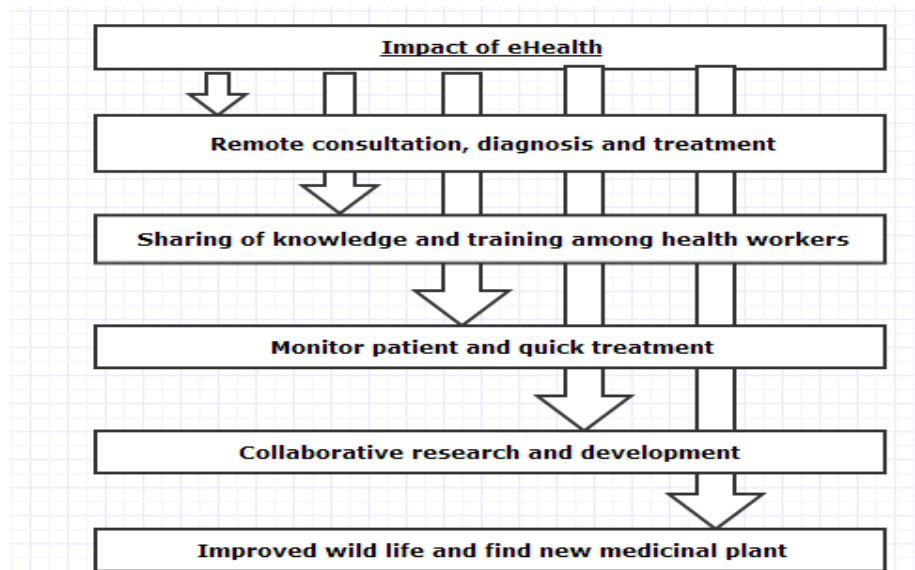 Impact of eHealth
Remote consultation, diagnosis and treatment
Sharing of knowledge and training among health workers
Monitor patient and quick treatment
Collaborative research and development
Improved wild life and find new medicinal plant